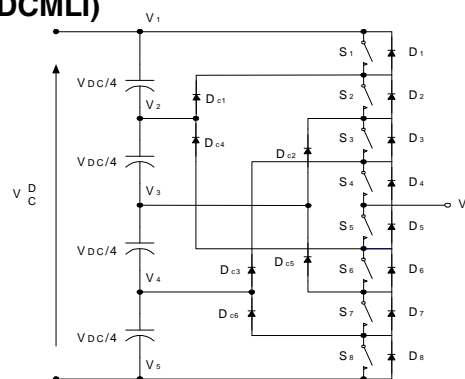 DCMLI)
V1
S1 D1
VDC/4
S2 D2
Dc1
V2
Dc4
S3 D3
Dc2
VDC/4
S4 D4
VDC
V3
V
S5 D5
VDC/4
Dc3 Dc5
S6 D6
V4
Dc6
S7 D7
VDC/4
S8 D8
V5